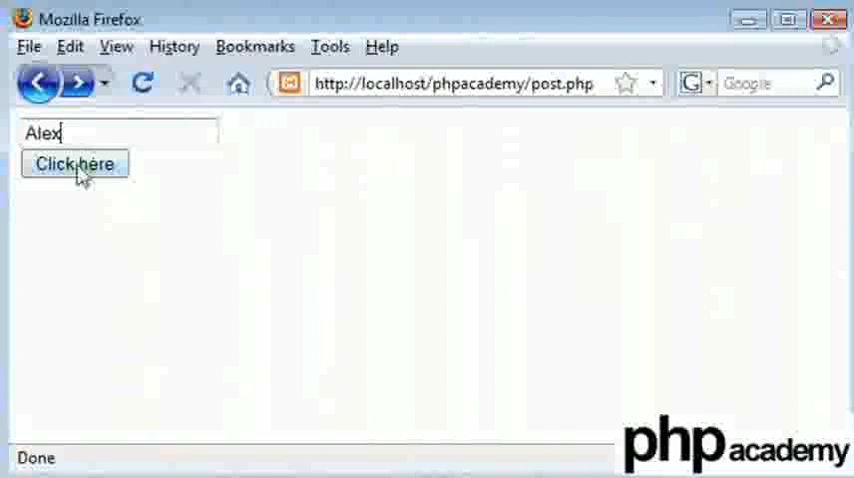 Mozilla Firefox
File Edit View History Bookmarks Tools Help
http://localhost/phpacademy/post.php G Google
Alex
Click here
Done
php academy